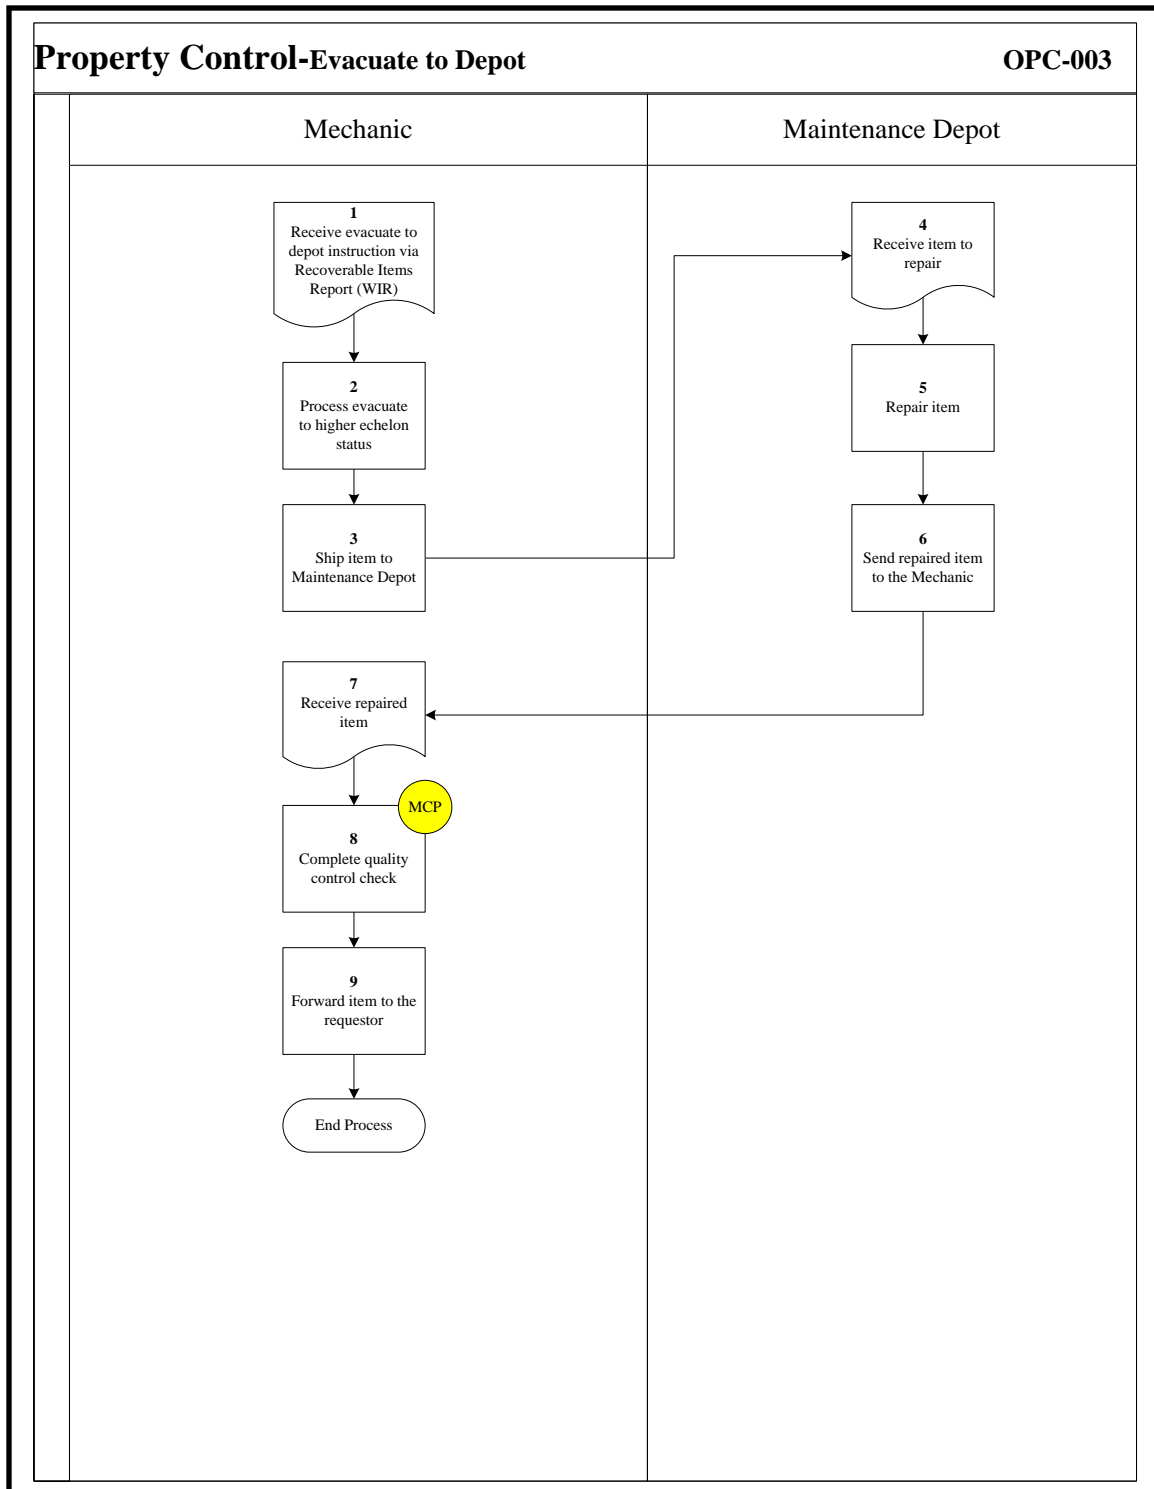 Property Control-Evacuate to Depot
OPC-003
Mechanic
Maintenance Depot
1
Receive evacuate to
depot instruction via
Recoverable Items
Report (WIR)
2
Process evacuate
to higher echelon
status
3
Ship item to
Maintenance Depot
4
Receive item to
repair
5
Repair item
6
Send repaired item
to the Mechanic
7
Receive repaired
item
MCP
8
Complete quality
control check
9
Forward item to the
requestor
End Process